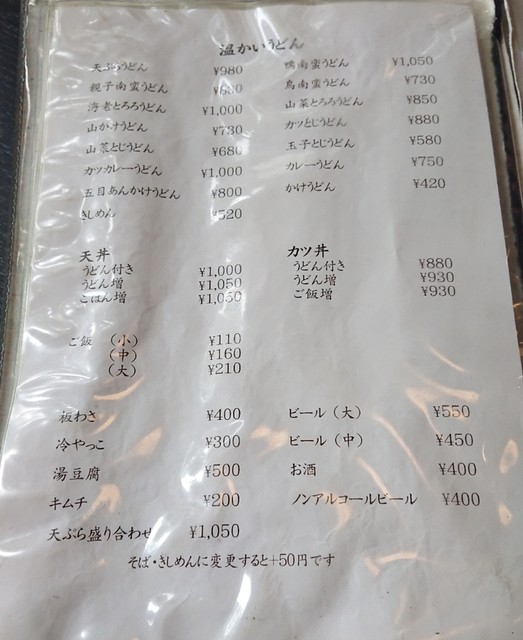 温かいうどん
天ぷらうどん ¥980
親子南蛮うどん
海老とろろうどん ¥1,000
山かけうどん ¥730
山菜とじうどん ¥680
カツカレーうどん ¥1,000
五目あんかけうどん ¥800
きしめん ¥520
鴨南蛮うどん ¥1,050
鳥南蛮うどん ¥730
山菜とろろうどん ¥850
カツとじうどん ¥880
玉子とじうどん ¥580
カレーうどん ¥750
かけうどん ¥420
天丼
うどん付き ¥1,000
うどん増 ¥1,050
ごはん増 ¥1,050
カツ丼
うどん付き ¥880
うどん増 ¥930
ご飯増 ¥930
ご飯 (小) ¥110
(中) ¥160
(大) ¥210
板わさ ¥400
冷やっこ ¥300
湯豆腐 ¥500
キムチ ¥200
天ぷら盛り合わせ ¥1,050
ビール (大) ¥550
ビール (中) ¥450
お酒 ¥400
ノンアルコールビール ¥400
そば・きしめんに変更すると+50円です